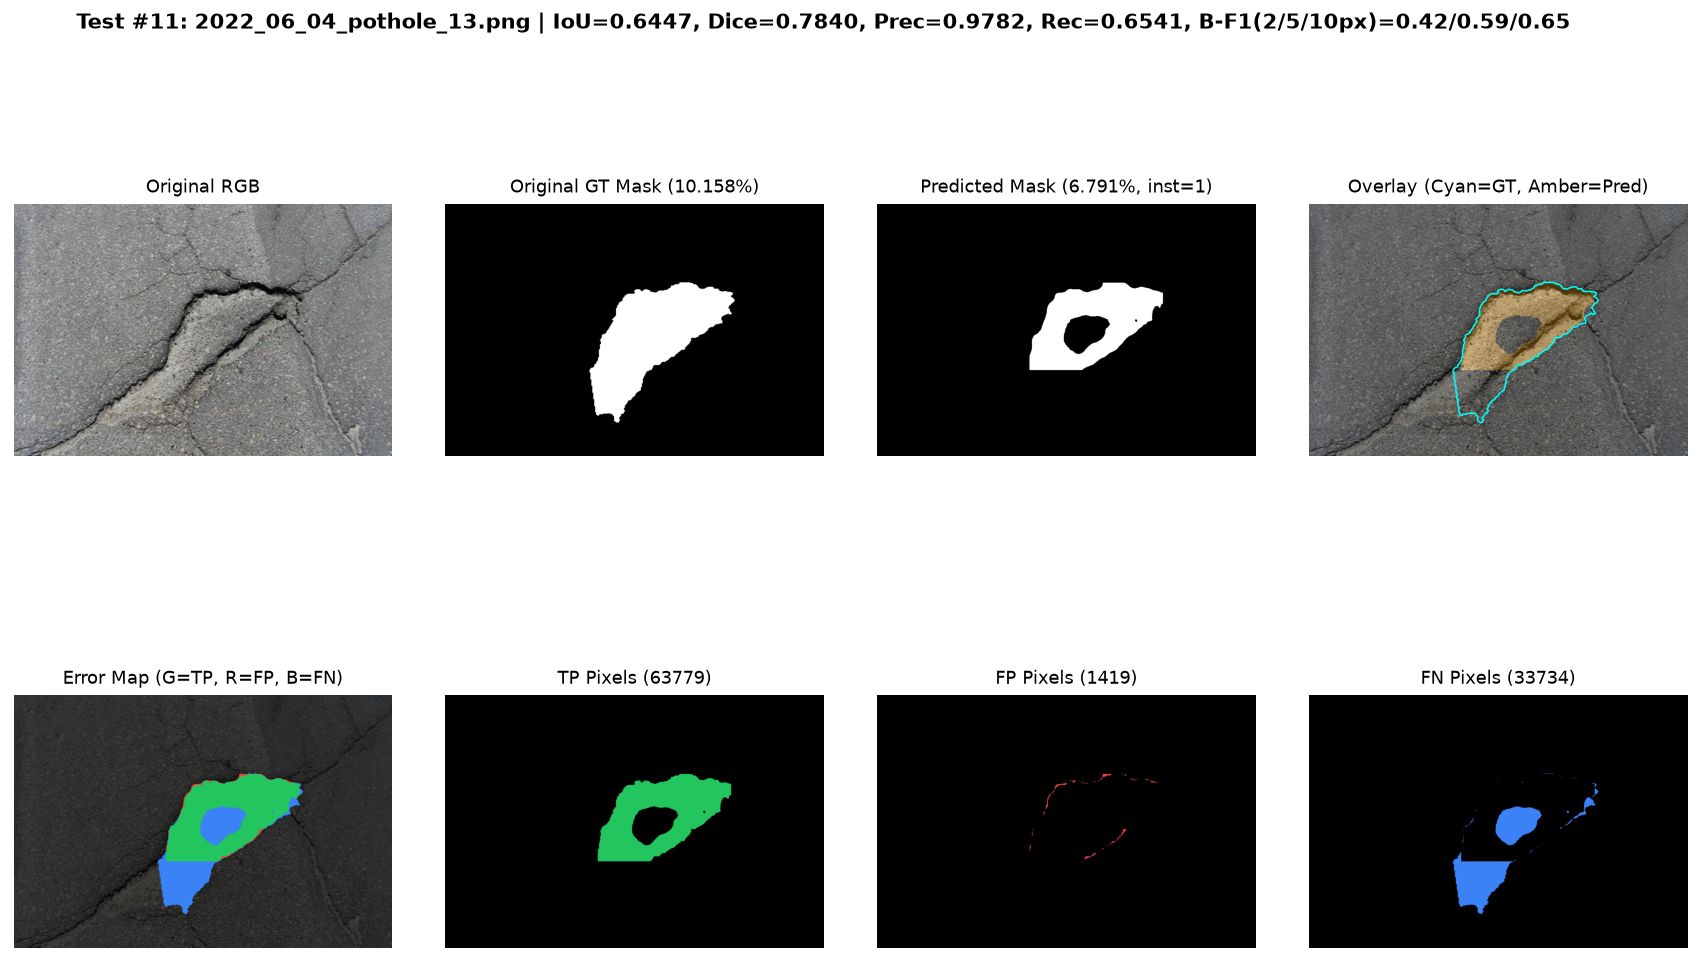 Test #11: 2022_06_04_pothole_13.png | IoU=0.6447, Dice=0.7840, Prec=0.9782, Rec=0.6541, B-F1(2/5/10px)=0.42/0.59/0.65
Original RGB
Original GT Mask (10.158%)
Predicted Mask (6.791%, inst=1)
Overlay (Cyan=GT, Amber=Pred)
Error Map (G=TP, R=FP, B=FN)
TP Pixels (63779)
FP Pixels (1419)
FN Pixels (33734)